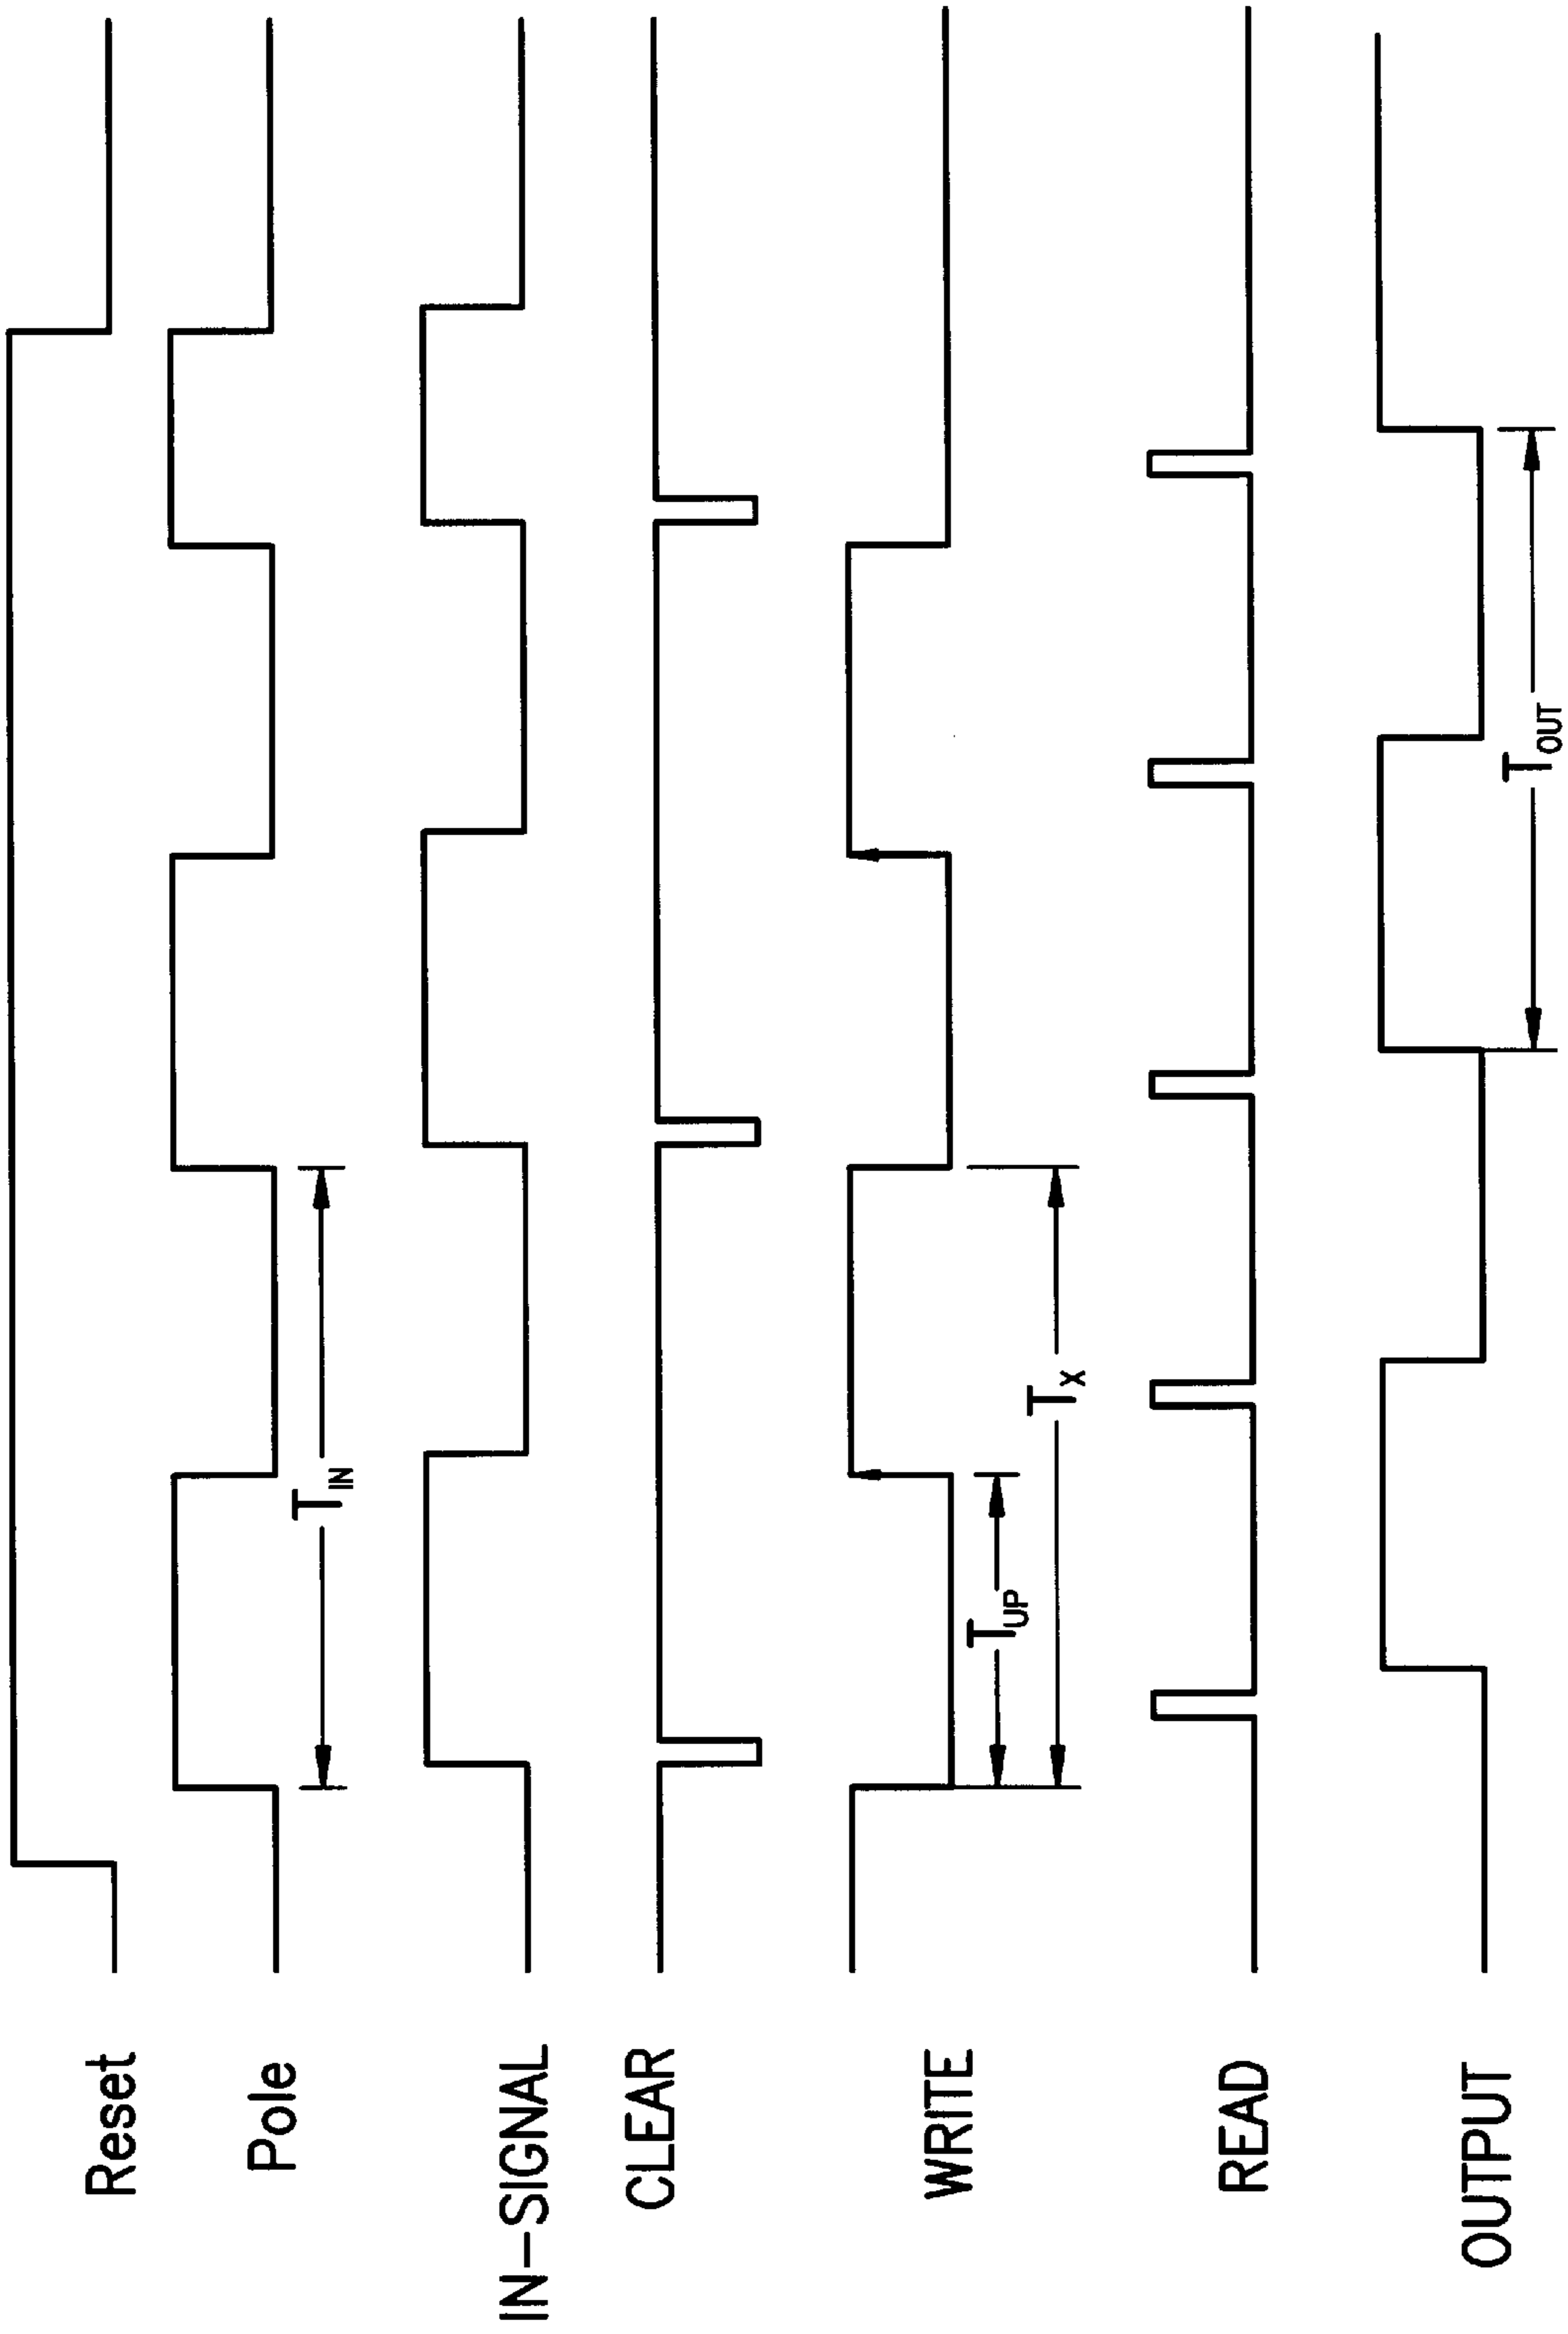 Reset
Pole
T_IN
IN-SIGNAL
CLEAR
WRITE
T_UP
T_X
READ
OUTPUT
T_OUT